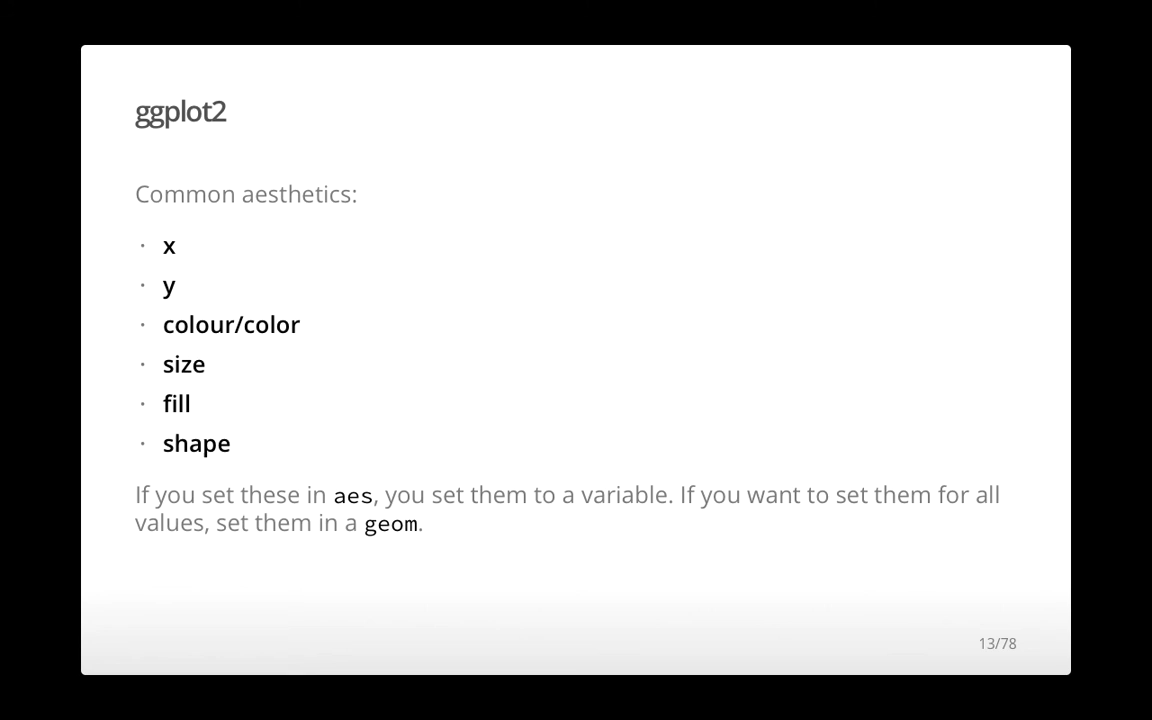 ggplot2
Common aesthetics:
· x
· y
· colour/color
· size
· fill
· shape
If you set these in aes, you set them to a variable. If you want to set them for all
values, set them in a geom.
13/78